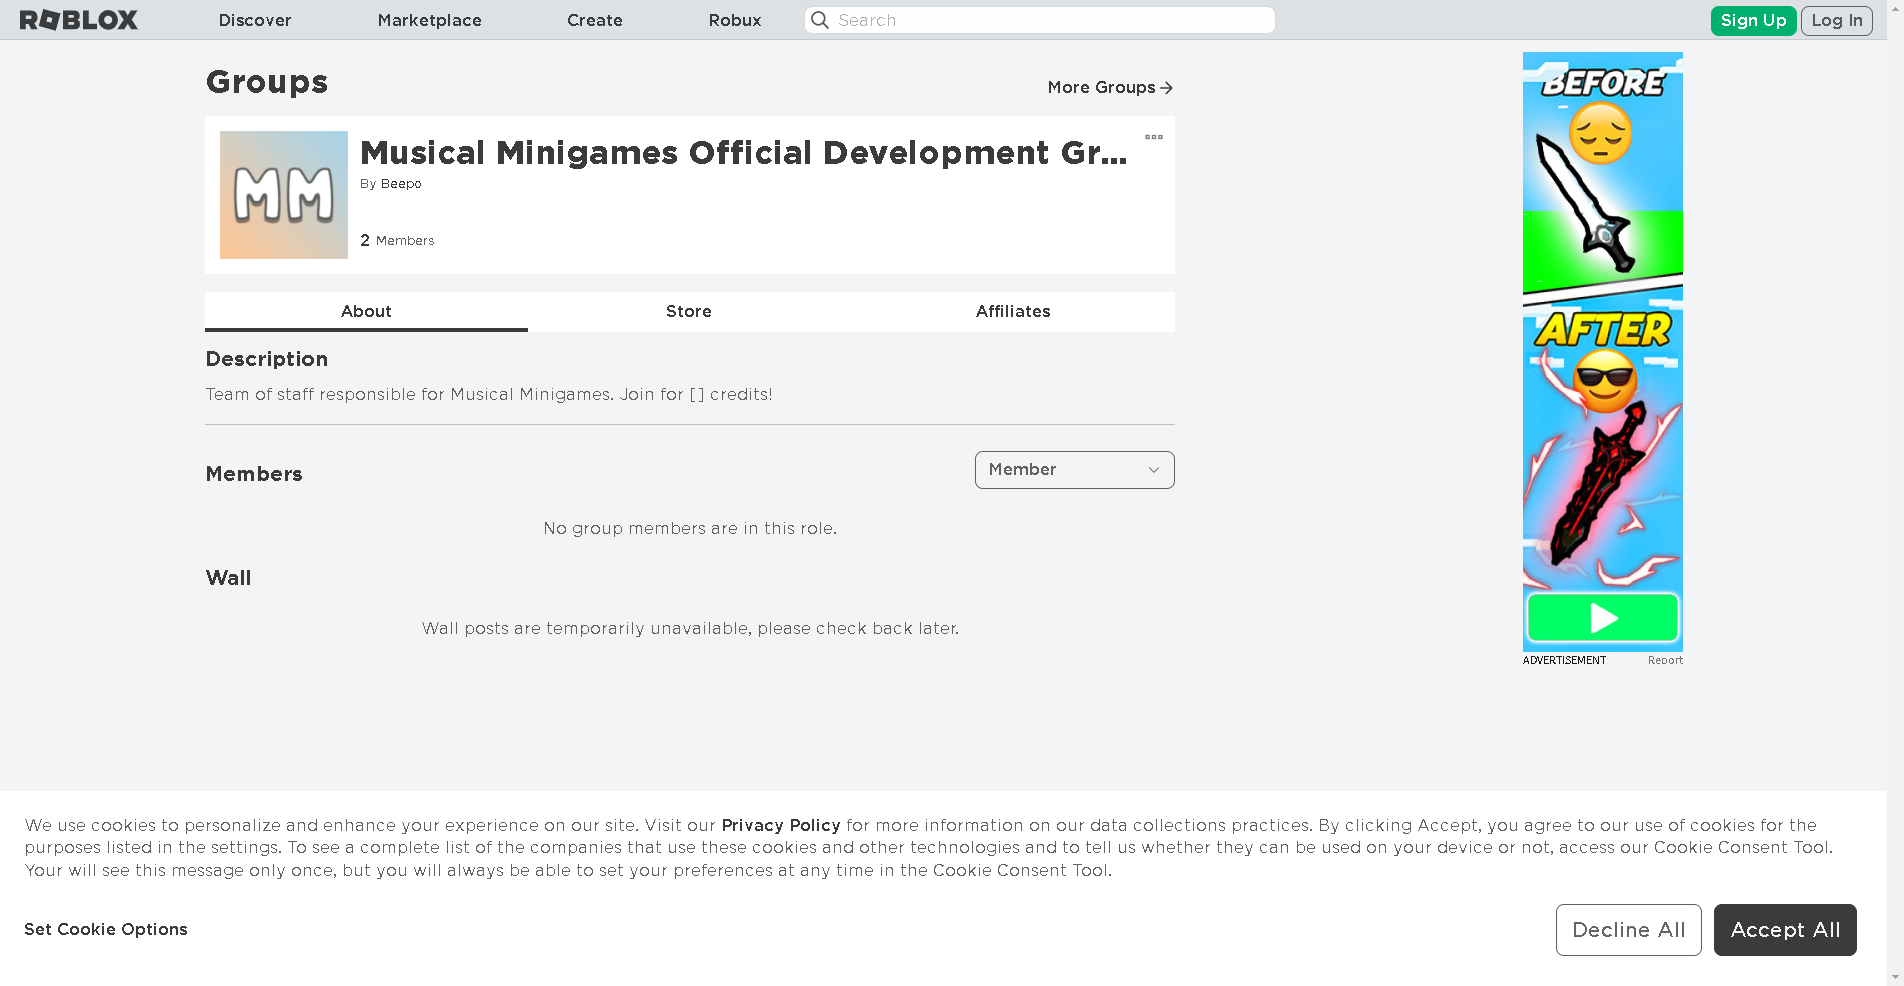 ROBLOX
Discover
Marketplace
Create
Robux
Search
Sign Up
Log In
Groups
More Groups
MM
Musical Minigames Official Development Gr...
By Beepo
2 Members
About
Store
Affiliates
Description
Team of staff responsible for Musical Minigames. Join for [] credits!
Members
Member
No group members are in this role.
Wall
Wall posts are temporarily unavailable, please check back later.
BEFORE
AFTER
ADVERTISEMENT
Report
We use cookies to personalize and enhance your experience on our site. Visit our Privacy Policy for more information on our data collections practices. By clicking Accept, you agree to our use of cookies for the
purposes listed in the settings. To see a complete list of the companies that use these cookies and other technologies and to tell us whether they can be used on your device or not, access our Cookie Consent Tool.
Your will see this message only once, but you will always be able to set your preferences at any time in the Cookie Consent Tool.
Set Cookie Options
Decline All
Accept All